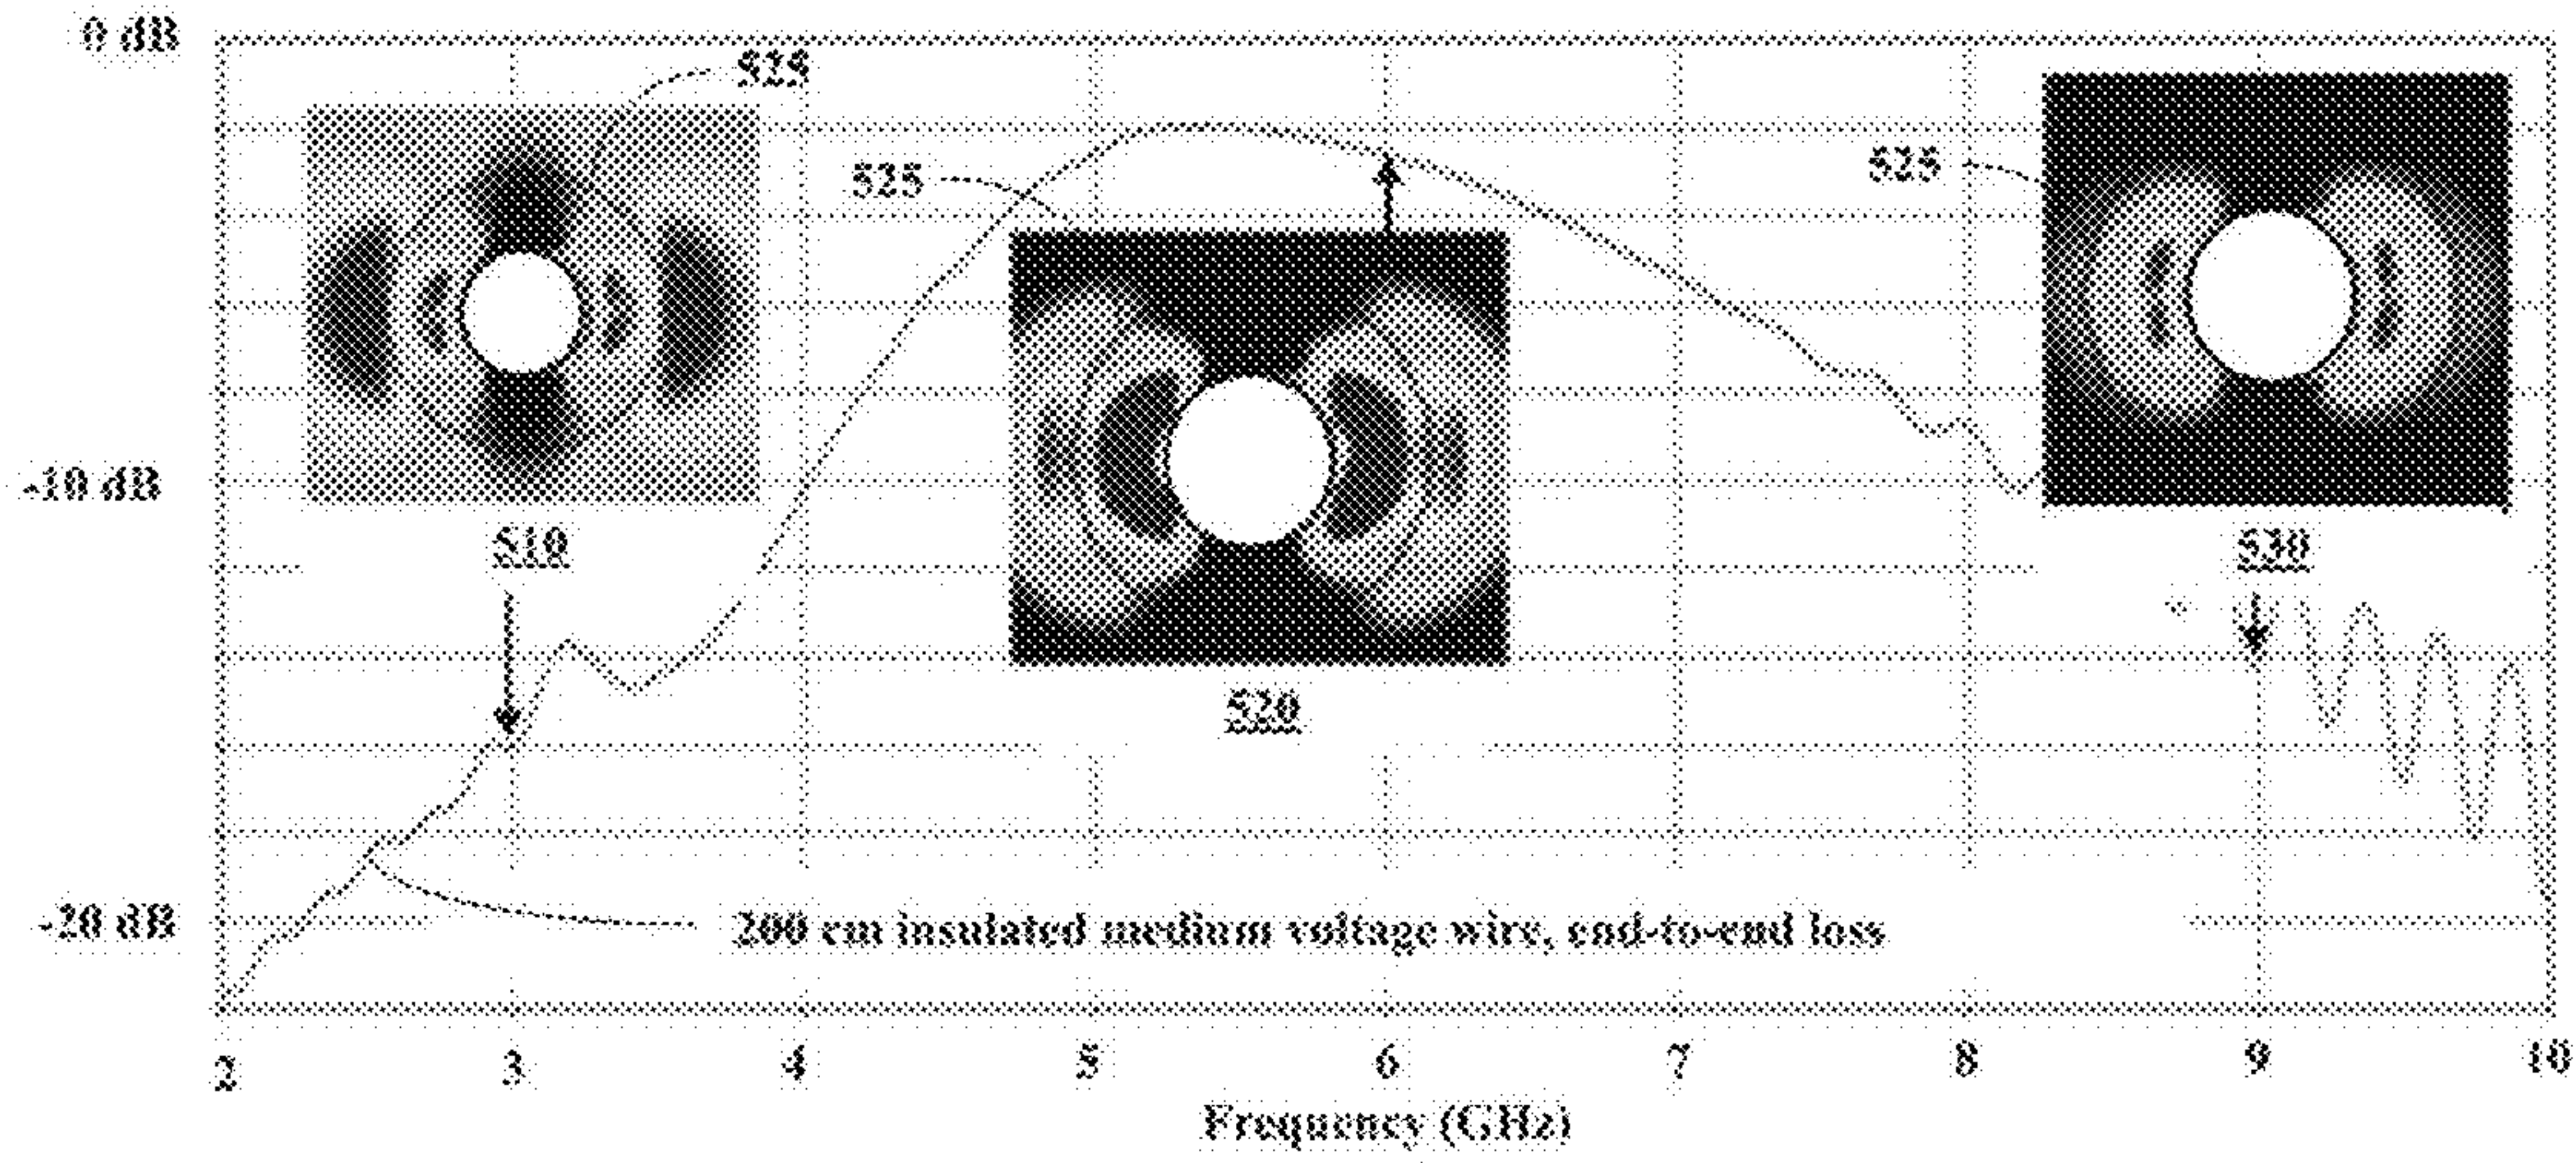 0 dB
525
525
525
-10 dB
510
530
520
-20 dB
200 cm insulated medium voltage wire, end-to-end loss
2 3 4 5 6 7 8 9 10
Frequency (GHz)